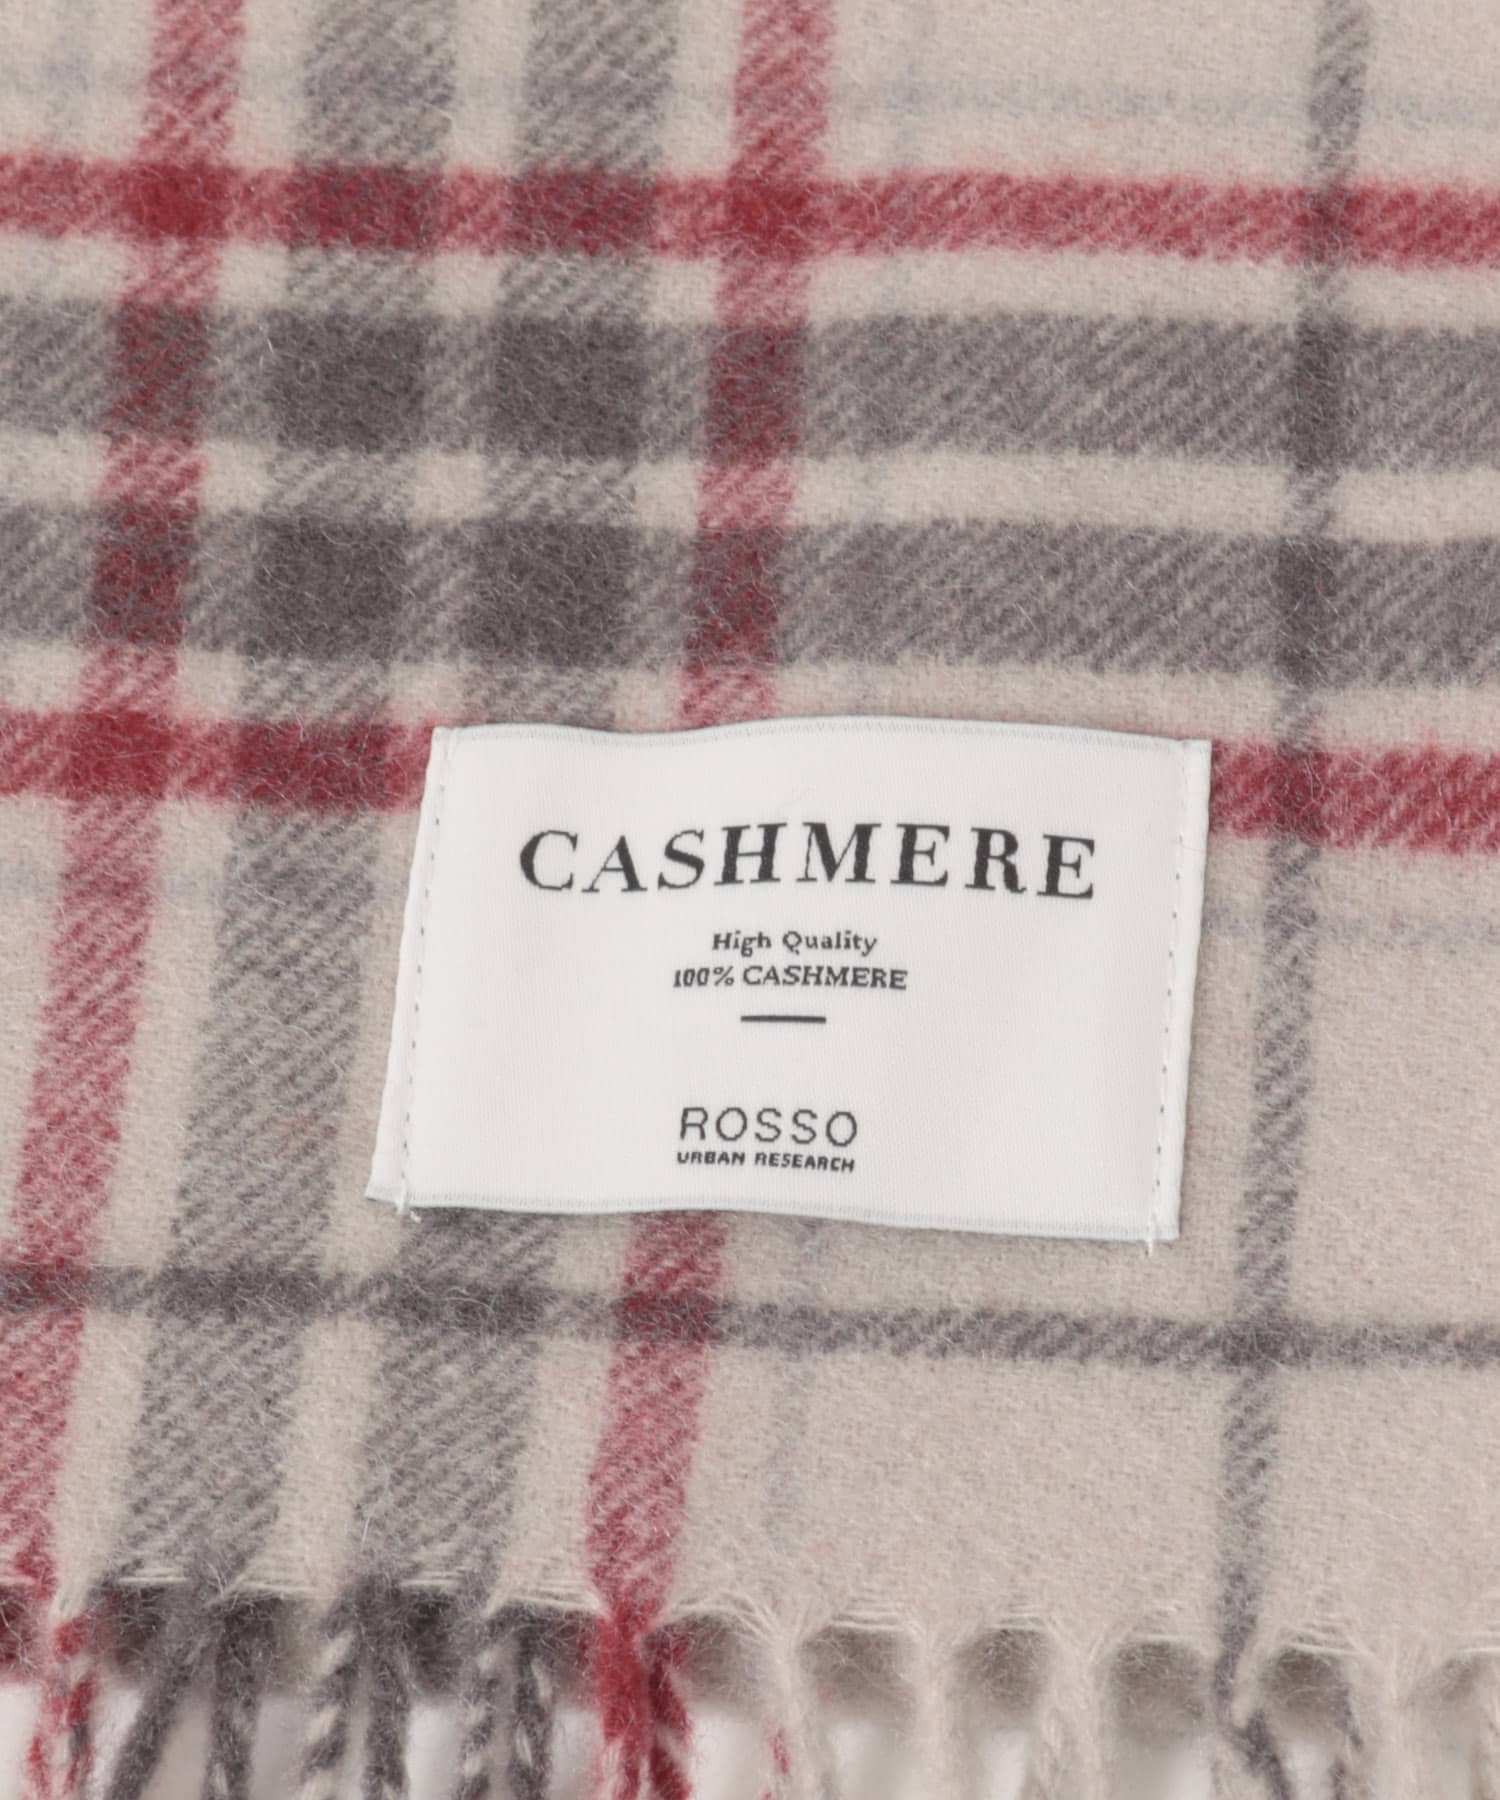 CASHMERE
High Quality
100% CASHMERE
ROSSO
URBAN RESEARCH